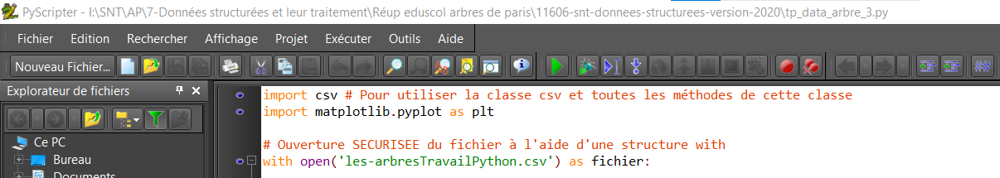 PyScripter - I:\SNT\AP\7-Données structurées et leur traitement\Réup eduscol arbres de paris\11606-snt-donnees-structurees-version-2020\tp_data_arbre_3.py
Fichier Edition Rechercher Affichage Projet Exécuter Outils Aide
Nouveau Fichier...
Explorateur de fichiers
Ce PC
Bureau
Documents
import csv # Pour utiliser la classe csv et toutes les méthodes de cette classe
import matplotlib.pyplot as plt
# Ouverture SECURISEE du fichier à l'aide d'une structure with
with open('les-arbresTravailPython.csv') as fichier: